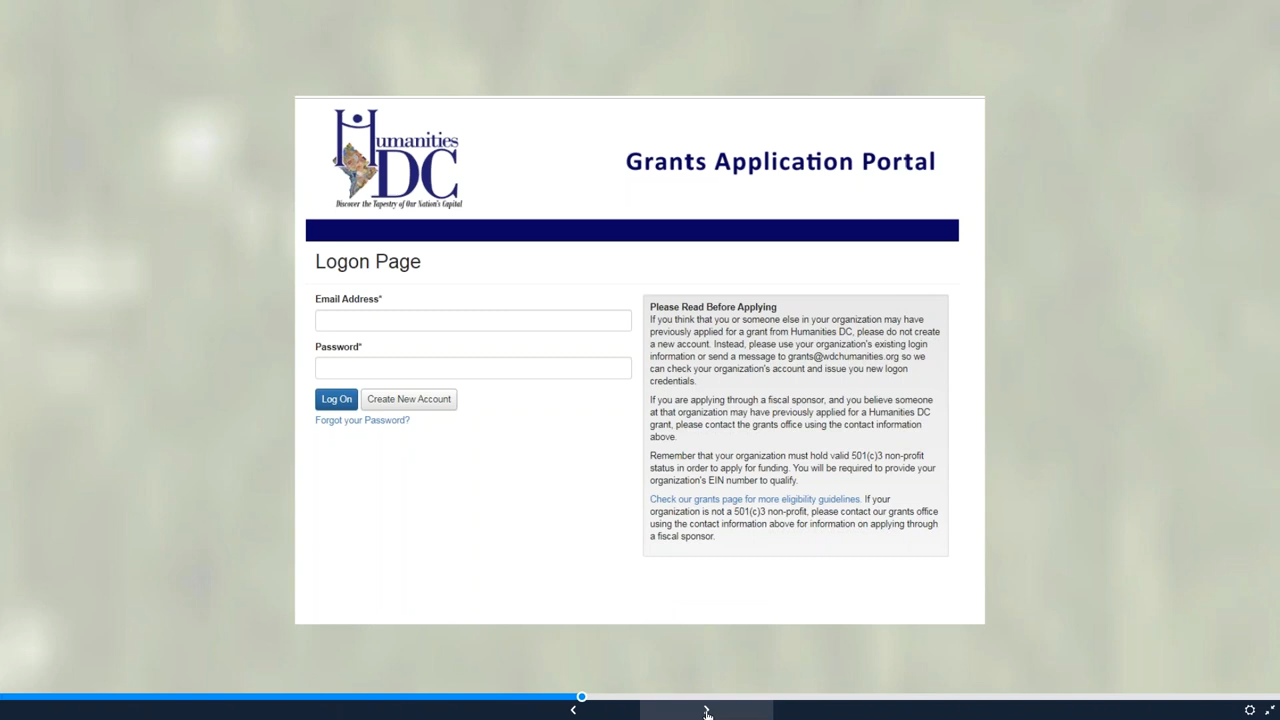 Humanities
DC
Discover the Tapestry of Our Nation's Capital
Grants Application Portal
Logon Page
Email Address*
Password*
Log On
Create New Account
Forgot your Password?
Please Read Before Applying
If you think that you or someone else in your organization may have
previously applied for a grant from Humanities DC, please do not create
a new account. Instead, please use your organization's existing login
information or send a message to grants@wdchumanities.org so we
can check your organization's account and issue you new logon
credentials.
If you are applying through a fiscal sponsor, and you believe someone
at that organization may have previously applied for a Humanities DC
grant, please contact the grants office using the contact information
above.
Remember that your organization must hold valid 501(c)3 non-profit
status in order to apply for funding. You will be required to provide your
organization's EIN number to qualify.
Check our grants page for more eligibility guidelines. If your
organization is not a 501(c)3 non-profit, please contact our grants office
using the contact information above for information on applying through
a fiscal sponsor.